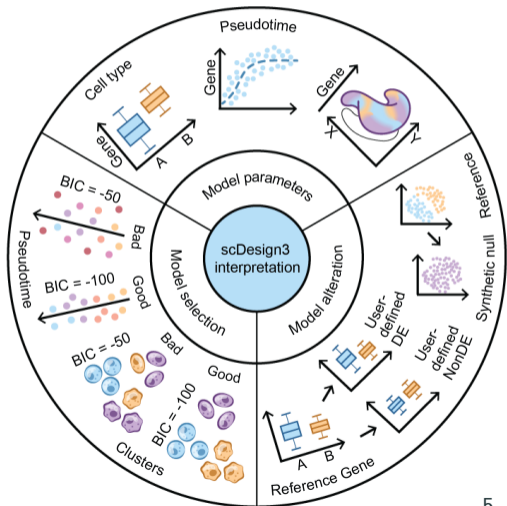 Pseudotime
Cell type
Gene
A
B
Gene
Gene
X
Y
Model parameters
scDesign3
interpretation
Model selection
Model alteration
Pseudotime
BIC = -50
Bad
BIC = -100
Good
BIC = -50
Bad
BIC = -100
Good
Clusters
Reference
Synthetic null
User-
defined
DE
User-
defined
NonDE
A
B
Reference Gene
5